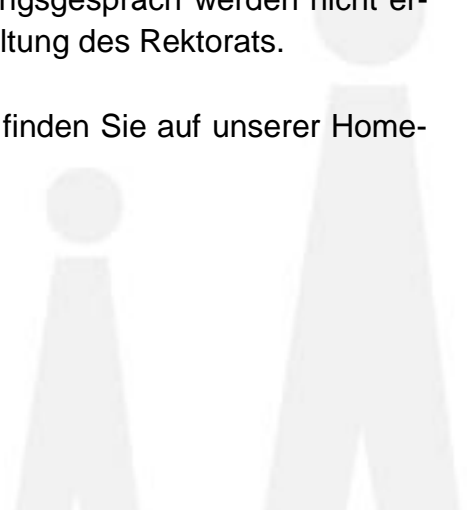 ngsgespräch werden nicht er-
ltung des Rektorats.
finden Sie auf unserer Home-